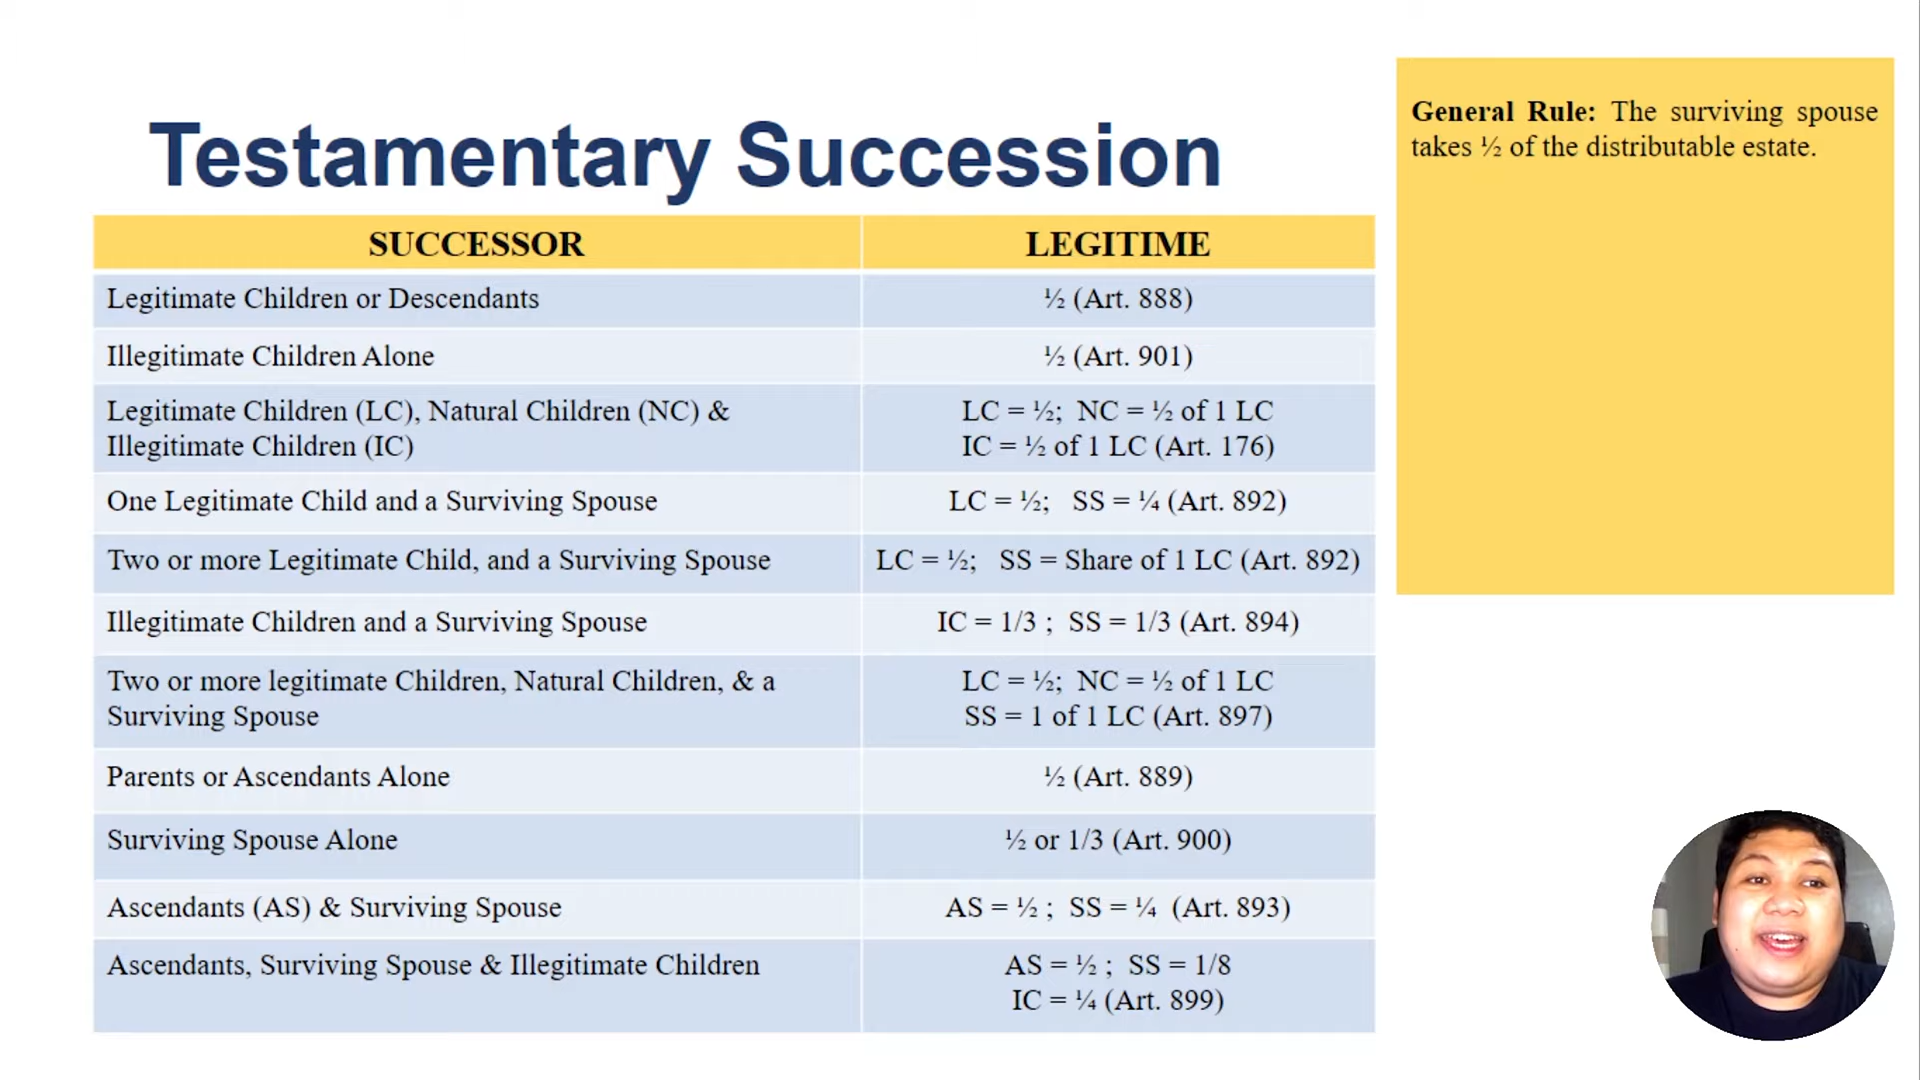 Testamentary Succession
SUCCESSOR LEGITIME
Legitimate Children or Descendants ½ (Art. 888)
Illegitimate Children Alone ½ (Art. 901)
Legitimate Children (LC), Natural Children (NC) &
Illegitimate Children (IC)
LC = ½; NC = ½ of 1 LC
IC = ½ of 1 LC (Art. 176)
One Legitimate Child and a Surviving Spouse LC = ½; SS = ¼ (Art. 892)
Two or more Legitimate Child, and a Surviving Spouse LC = ½; SS = Share of 1 LC (Art. 892)
Illegitimate Children and a Surviving Spouse IC = 1/3 ; SS = 1/3 (Art. 894)
Two or more legitimate Children, Natural Children, & a
Surviving Spouse
LC = ½; NC = ½ of 1 LC
SS = 1 of 1 LC (Art. 897)
Parents or Ascendants Alone ½ (Art. 889)
Surviving Spouse Alone ½ or 1/3 (Art. 900)
Ascendants (AS) & Surviving Spouse AS = ½ ; SS = ¼ (Art. 893)
Ascendants, Surviving Spouse & Illegitimate Children
AS = ½ ; SS = 1/8
IC = ¼ (Art. 899)
General Rule: The surviving spouse
takes ½ of the distributable estate.